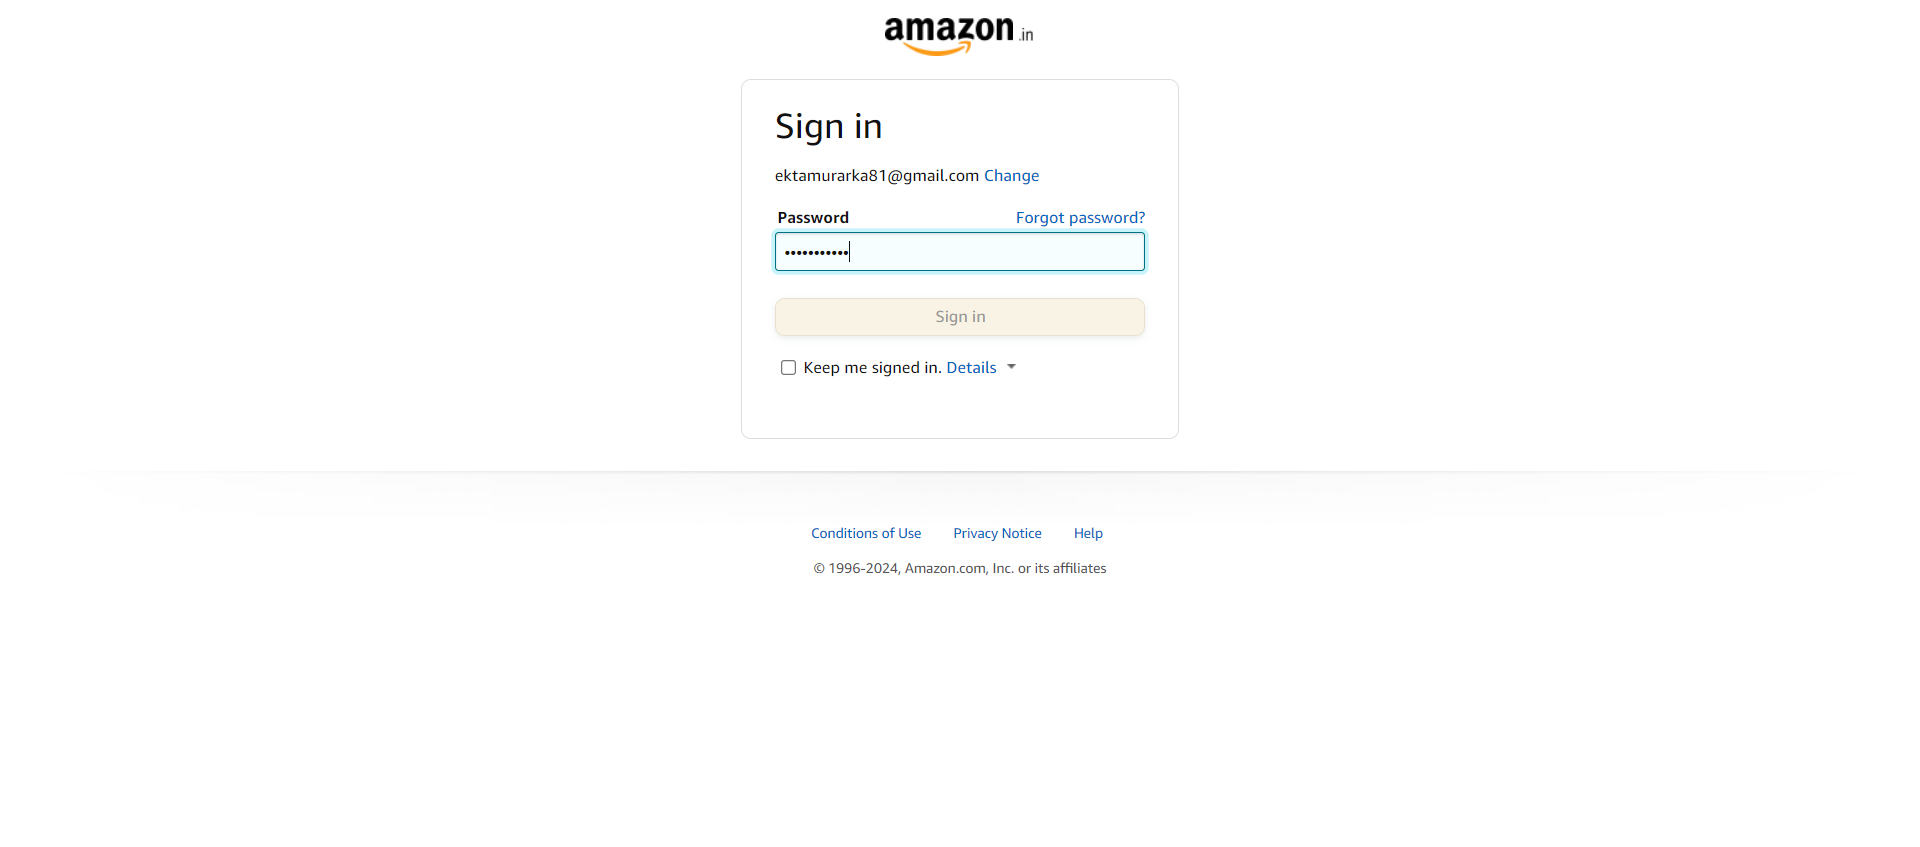 amazon.in
Sign in
ektamurarka81@gmail.com Change
Password Forgot password?
•••••••••••
Sign in
Keep me signed in. Details
Conditions of Use Privacy Notice Help
© 1996-2024, Amazon.com, Inc. or its affiliates